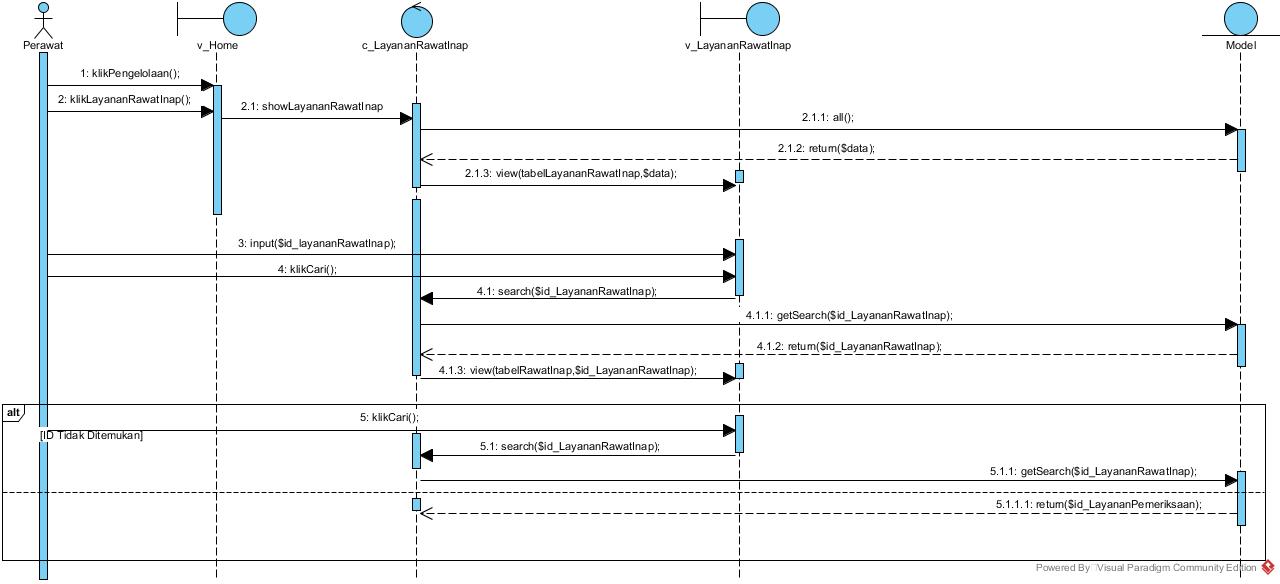 Perawat
v_Home
c_LayananRawatInap
v_LayananRawatInap
Model
1: klikPengelolaan();
2: klikLayananRawatInap();
2.1: showLayananRawatInap
2.1.1: all();
2.1.2: return($data);
2.1.3: view(tabelLayananRawatInap,$data);
3: input($id_layananRawatInap);
4: klikCari();
4.1: search($id_LayananRawatInap);
4.1.1: getSearch($id_LayananRawatInap);
4.1.2: return($id_LayananRawatInap);
4.1.3: view(tabelRawatInap,$id_LayananRawatInap);
alt
5: klikCari();
[ID Tidak Ditemukan]
5.1: search($id_LayananRawatInap);
5.1.1: getSearch($id_LayananRawatInap);
5.1.1.1: return($id_LayananPemeriksaan);
Powered By Visual Paradigm Community Edition